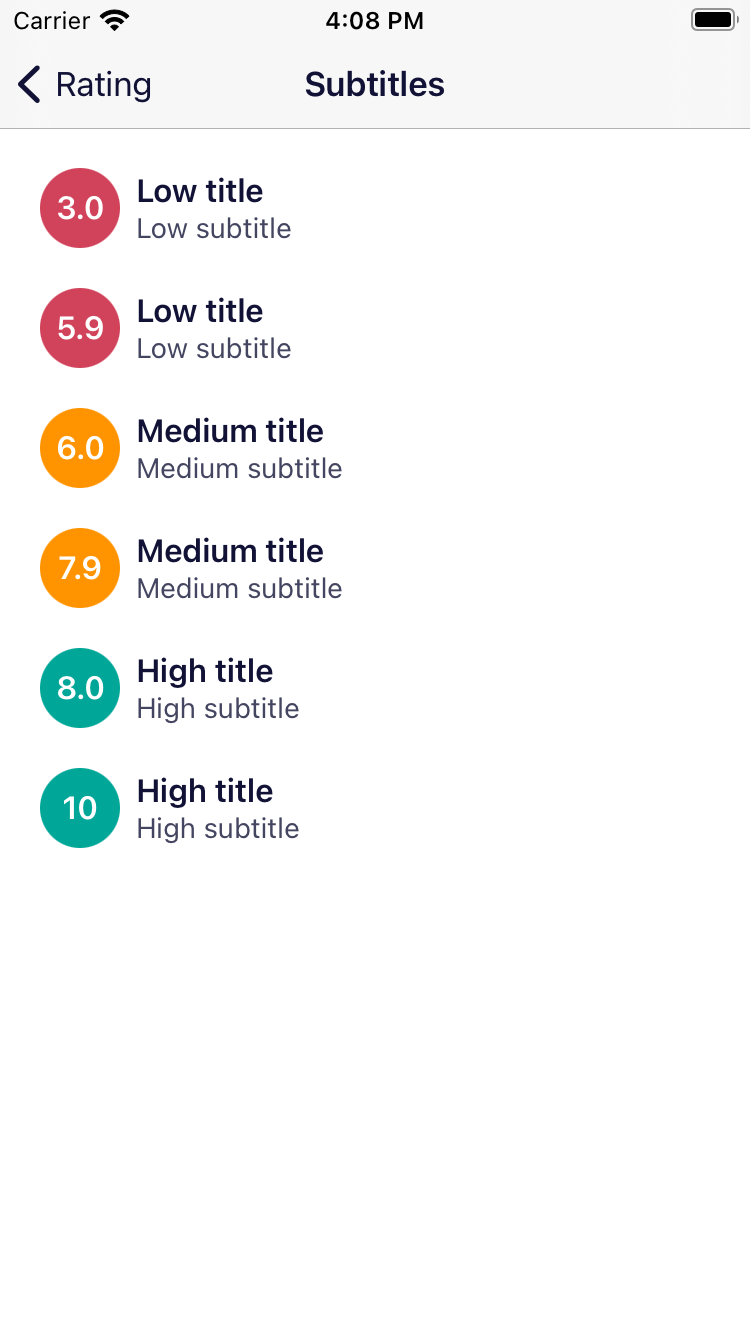 Carrier 4:08 PM
Rating Subtitles
3.0 Low title
Low subtitle
5.9 Low title
Low subtitle
6.0 Medium title
Medium subtitle
7.9 Medium title
Medium subtitle
8.0 High title
High subtitle
10 High title
High subtitle